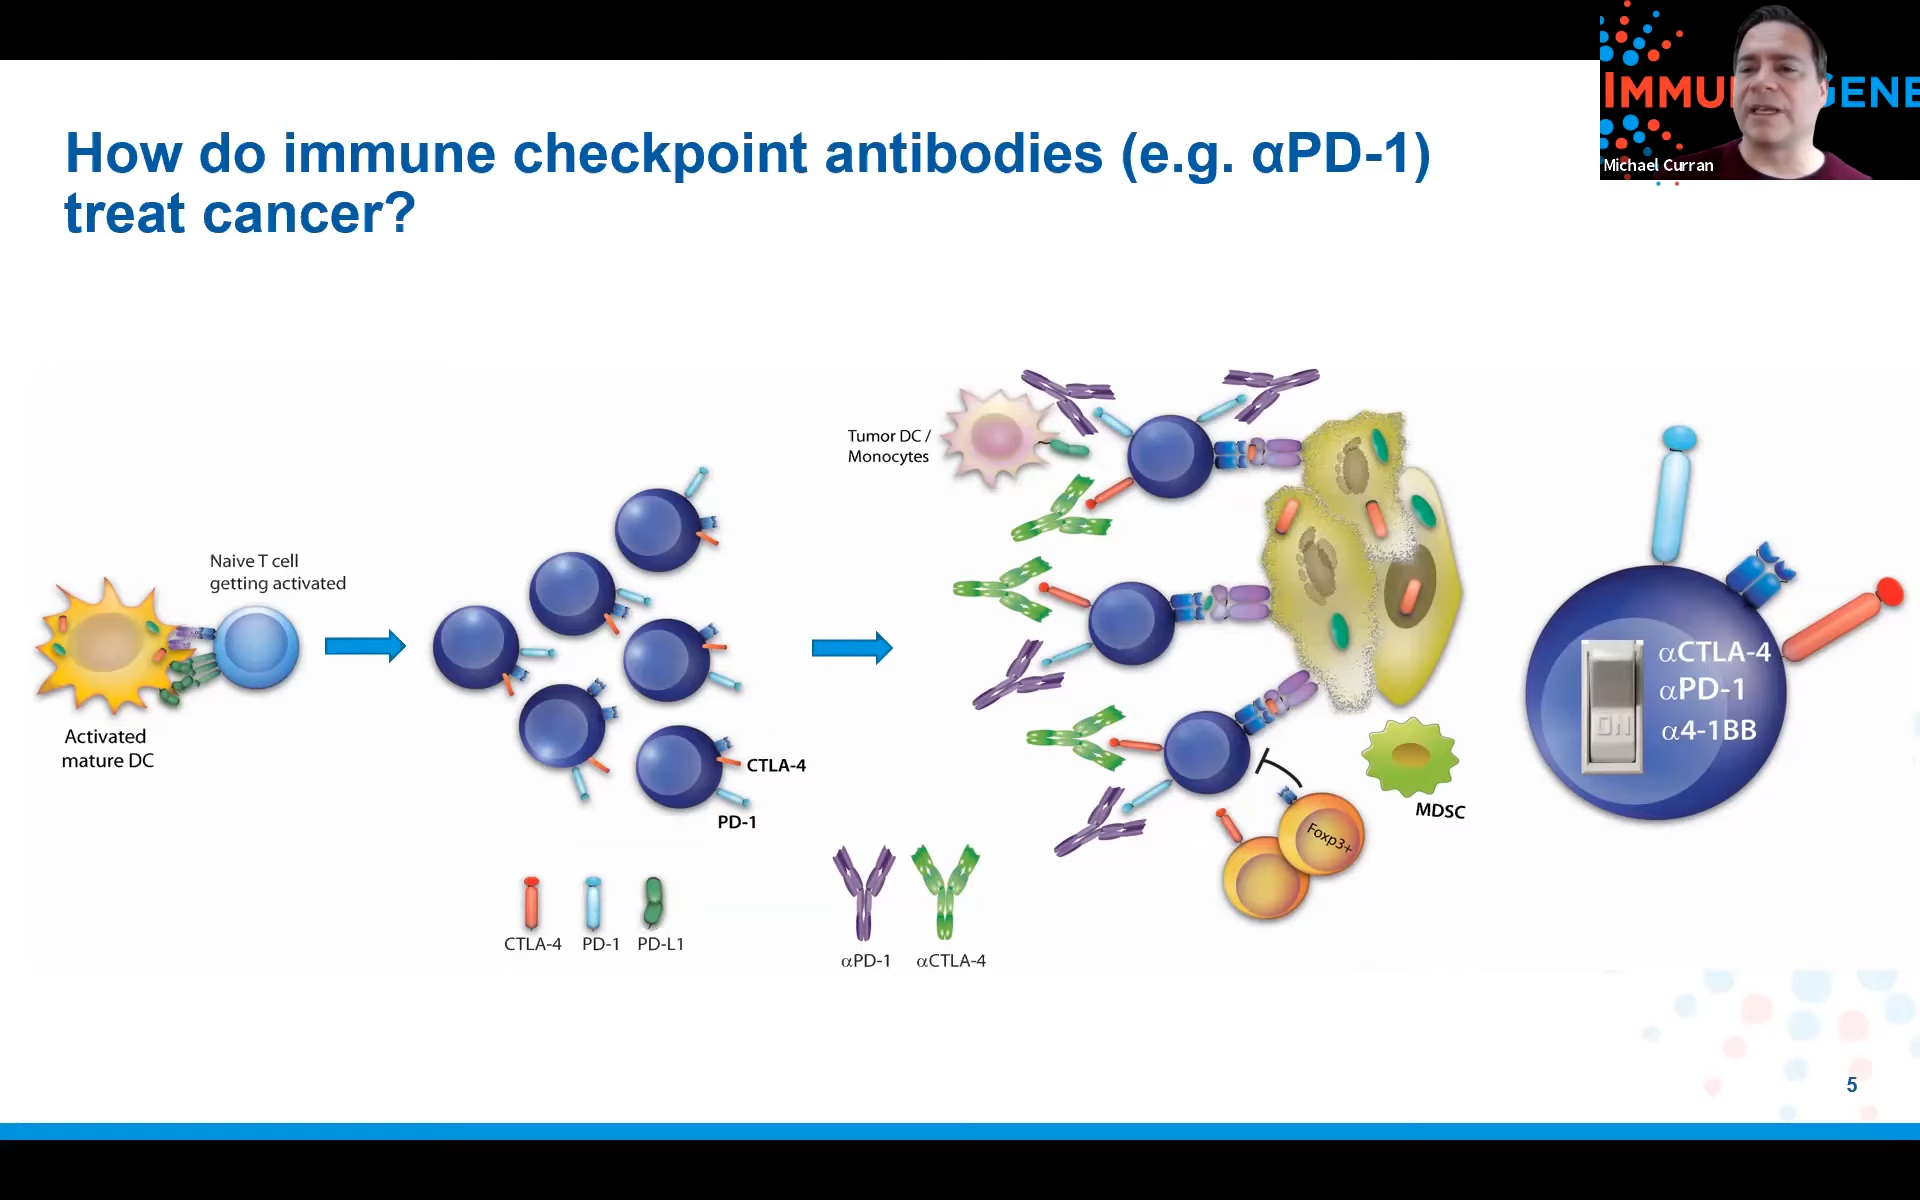 How do immune checkpoint antibodies (e.g. αPD-1)
treat cancer?
IMMU
GENE
Michael Curran
Naive T cell
getting activated
Activated
mature DC
CTLA-4
PD-1
CTLA-4
PD-1
PD-L1
Tumor DC /
Monocytes
αPD-1
αCTLA-4
Foxp3+
MDSC
αCTLA-4
αPD-1
α4-1BB
ON
5